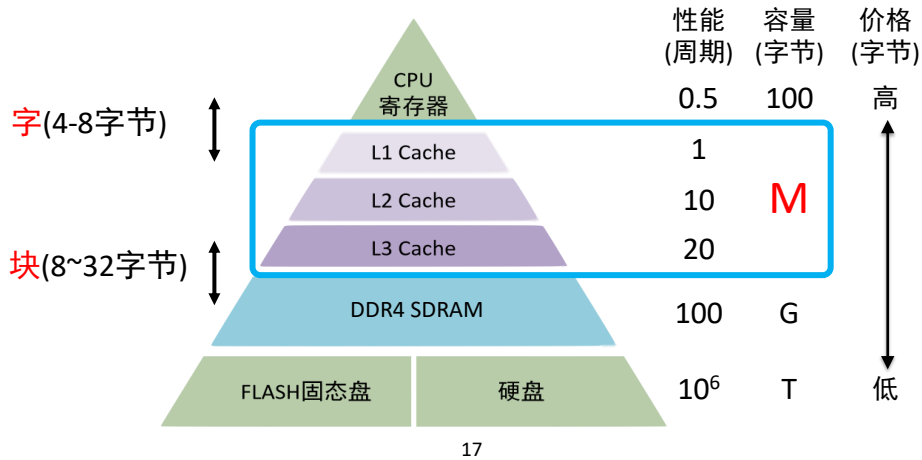 性能 容量 价格
(周期) (字节) (字节)
CPU
寄存器
0.5 100 高
字(4-8字节)
L1 Cache
1
L2 Cache
10 M
L3 Cache
20
块(8~32字节)
DDR4 SDRAM
100 G
FLASH固态盘 硬盘
10⁶ T 低
17